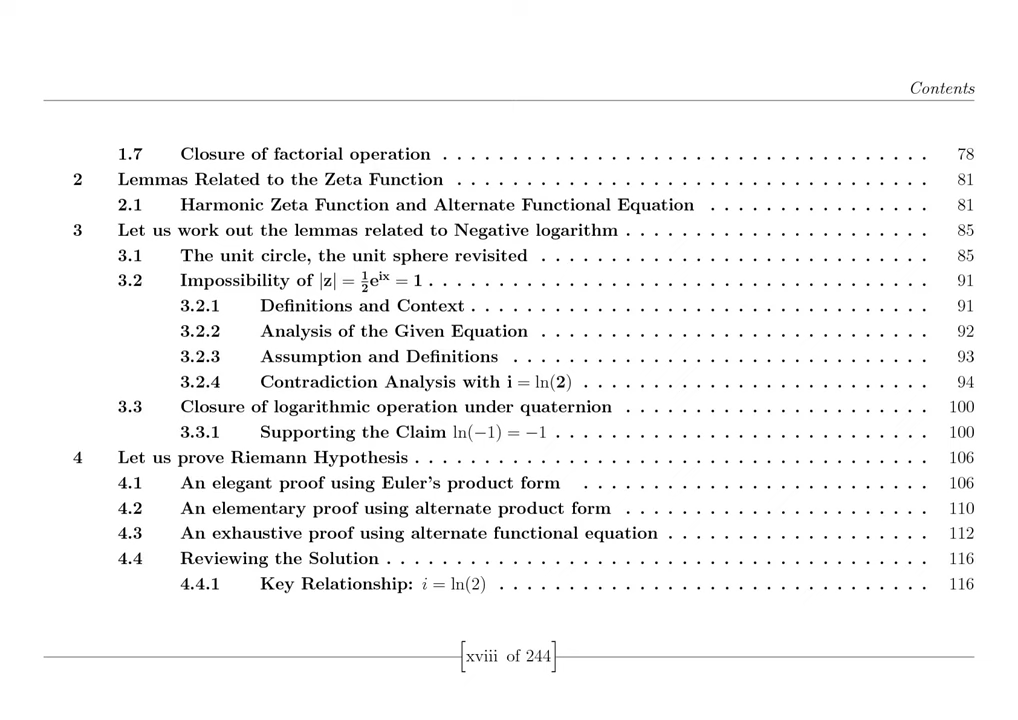 Contents
1.7 Closure of factorial operation . . . . . . . . . . . . . . . . . . . . . . . . . . . . . . . . . . . 78
2 Lemmas Related to the Zeta Function . . . . . . . . . . . . . . . . . . . . . . . . . . . . . . . . . . 81
2.1 Harmonic Zeta Function and Alternate Functional Equation . . . . . . . . . . . . . . . . 81
3 Let us work out the lemmas related to Negative logarithm . . . . . . . . . . . . . . . . . . . . . . 85
3.1 The unit circle, the unit sphere revisited . . . . . . . . . . . . . . . . . . . . . . . . . . . . 85
3.2 Impossibility of |z| = ½e^ix = 1 . . . . . . . . . . . . . . . . . . . . . . . . . . . . . . . . . . . . 91
3.2.1 Definitions and Context . . . . . . . . . . . . . . . . . . . . . . . . . . . . . . . . . 91
3.2.2 Analysis of the Given Equation . . . . . . . . . . . . . . . . . . . . . . . . . . . . 92
3.2.3 Assumption and Definitions . . . . . . . . . . . . . . . . . . . . . . . . . . . . . . 93
3.2.4 Contradiction Analysis with i = ln(2) . . . . . . . . . . . . . . . . . . . . . . . . . 94
3.3 Closure of logarithmic operation under quaternion . . . . . . . . . . . . . . . . . . . . . . 100
3.3.1 Supporting the Claim ln(−1) = −1 . . . . . . . . . . . . . . . . . . . . . . . . . . . 100
4 Let us prove Riemann Hypothesis . . . . . . . . . . . . . . . . . . . . . . . . . . . . . . . . . . . . . 106
4.1 An elegant proof using Euler's product form . . . . . . . . . . . . . . . . . . . . . . . . . 106
4.2 An elementary proof using alternate product form . . . . . . . . . . . . . . . . . . . . . . 110
4.3 An exhaustive proof using alternate functional equation . . . . . . . . . . . . . . . . . . . 112
4.4 Reviewing the Solution . . . . . . . . . . . . . . . . . . . . . . . . . . . . . . . . . . . . . . . 116
4.4.1 Key Relationship: i = ln(2) . . . . . . . . . . . . . . . . . . . . . . . . . . . . . . . 116
[xviii of 244]